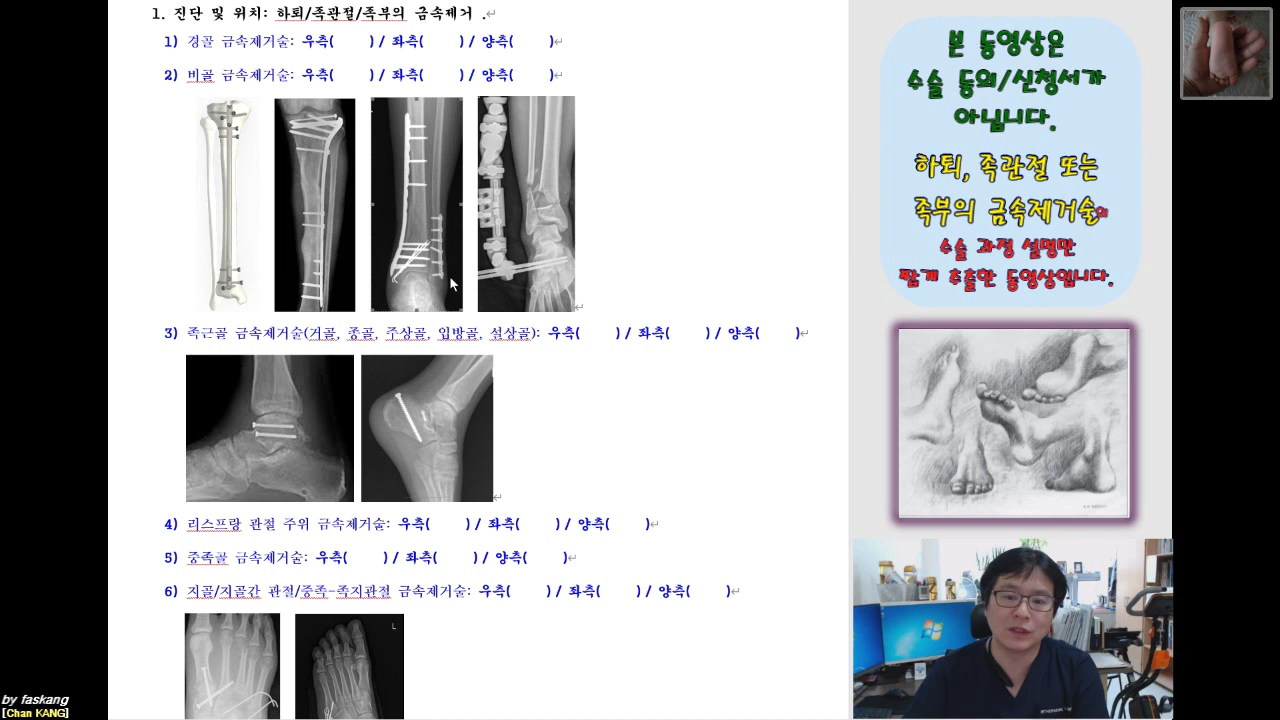 1. 진단 및 위치: 하퇴/족관절/족부의 금속제거 .↵
1) 경골 금속제거술: 우측( ) / 좌측( ) / 양측( )↵
2) 비골 금속제거술: 우측( ) / 좌측( ) / 양측( )↵
3) 족근골 금속제거술(거골, 종골, 주상골, 입방골, 설상골): 우측( ) / 좌측( ) / 양측( )↵
4) 리스프랑 관절 주위 금속제거술: 우측( ) / 좌측( ) / 양측( )↵
5) 중족골 금속제거술: 우측( ) / 좌측( ) / 양측( )↵
6) 지골/지골간 관절/중족-족지관절 금속제거술: 우측( ) / 좌측( ) / 양측( )↵
L
본 동영상은
수술 동의/신청서가
아닙니다.
하퇴, 족관절 또는
족부의 금속제거술의
수술 과정 설명만
짧게 추출한 동영상입니다.
by faskang
[Chan KANG]